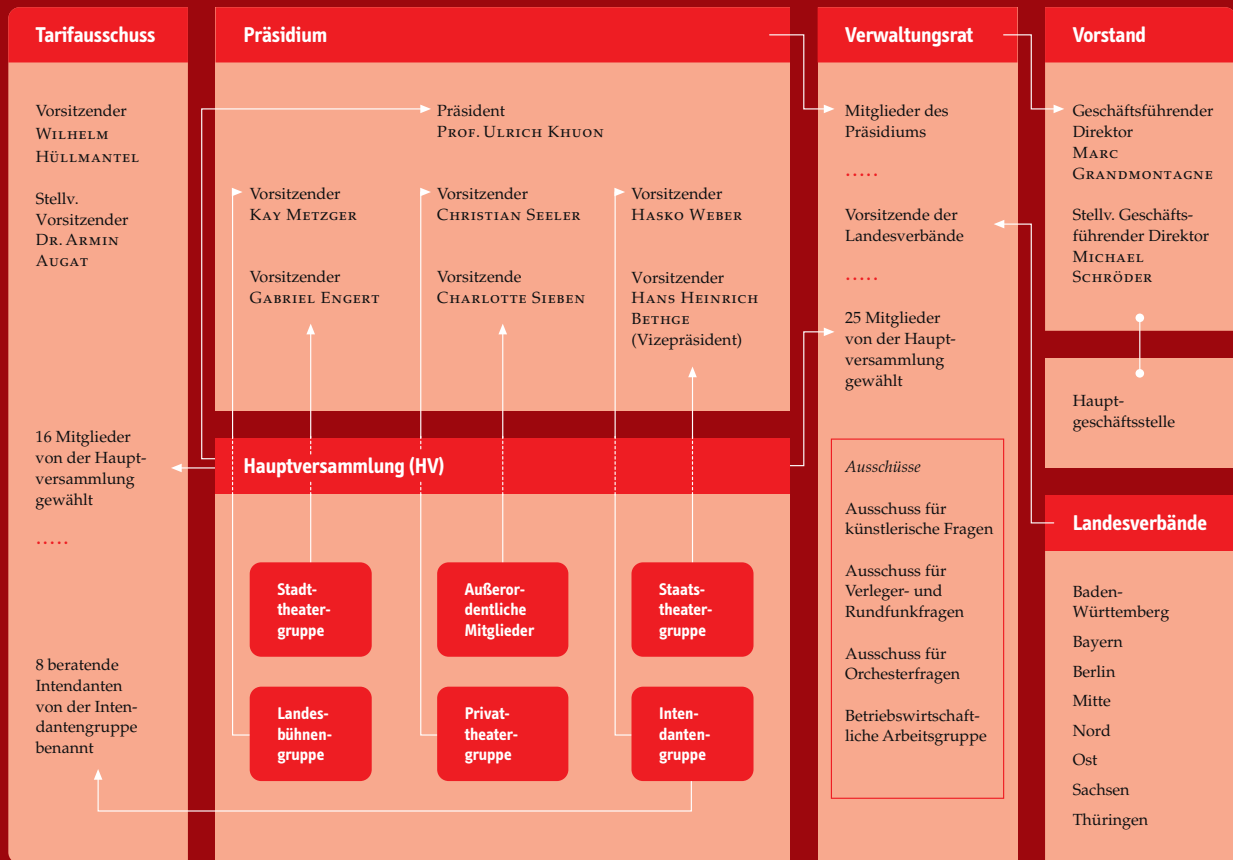 Tarifausschuss
Vorsitzender
Wilhelm
Hüllmantel
Stellv.
Vorsitzender
Dr. Armin
Augat
16 Mitglieder
von der Haupt-
versammlung
gewählt
.....
8 beratende
Intendanten
von der Inten-
dantengruppe
benannt
Präsidium
Präsident
Prof. Ulrich Khuon
Vorsitzender
Kay Metzger
Vorsitzender
Christian Seeler
Vorsitzender
Hasko Weber
Vorsitzender
Gabriel Engert
Vorsitzende
Charlotte Sieben
Vorsitzender
Hans Heinrich
Bethge
(Vizepräsident)
Hauptversammlung (HV)
Stadt-
theater-
gruppe
Außeror-
dentliche
Mitglieder
Staats-
theater-
gruppe
Landes-
bühnen-
gruppe
Privat-
theater-
gruppe
Inten-
danten-
gruppe
Verwaltungsrat
Mitglieder des
Präsidiums
.....
Vorsitzende der
Landesverbände
.....
25 Mitglieder
von der Haupt-
versammlung
gewählt
Ausschüsse
Ausschuss für
künstlerische Fragen
Ausschuss für
Verleger- und
Rundfunkfragen
Ausschuss für
Orchesterfragen
Betriebswirtschaft-
liche Arbeitsgruppe
Vorstand
Geschäftsführender
Direktor
Marc
Grandmontagne
Stellv. Geschäfts-
führender Direktor
Michael
Schröder
Haupt-
geschäftsstelle
Landesverbände
Baden-
Württemberg
Bayern
Berlin
Mitte
Nord
Ost
Sachsen
Thüringen